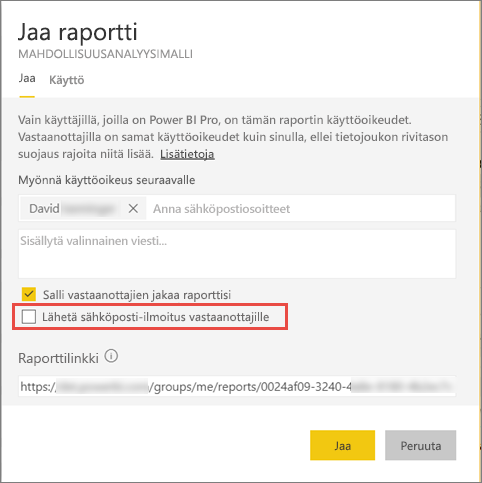 Jaa raportti
MAHDOLLISUUSANALYYSIMALLI
Jaa Käyttö
Vain käyttäjillä, joilla on Power BI Pro, on tämän raportin käyttöoikeudet.
Vastaanottajilla on samat käyttöoikeudet kuin sinulla, ellei tietojoukon rivitason
suojaus rajoita niitä lisää. Lisätietoja
Myönnä käyttöoikeus seuraavalle
David Anna sähköpostiosoitteet
Sisällytä valinnainen viesti...
Salli vastaanottajien jakaa raporttisi
Lähetä sähköposti-ilmoitus vastaanottajille
Raporttilinkki
https:/ /groups/me/reports/0024af09-3240-4
Jaa Peruuta